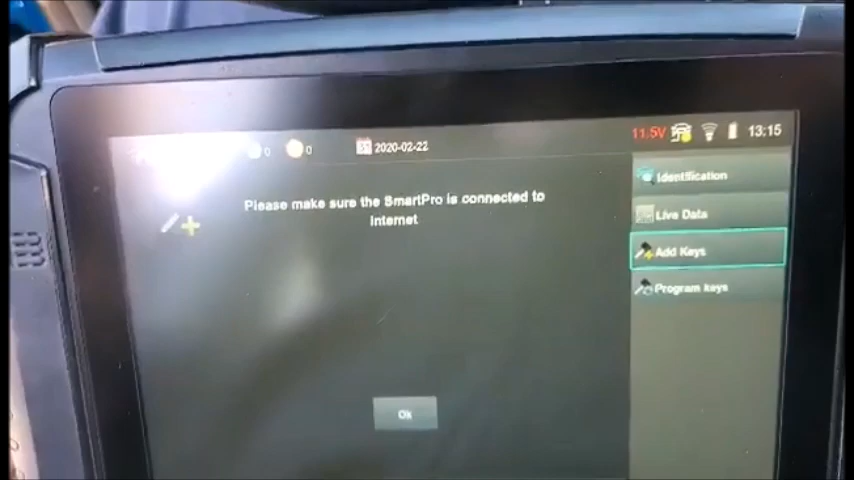 0 0 2020-02-22 11.5V 13:15
Please make sure the SmartPro is connected to
Internet
Identification
Live Data
Add Keys
Program keys
Ok